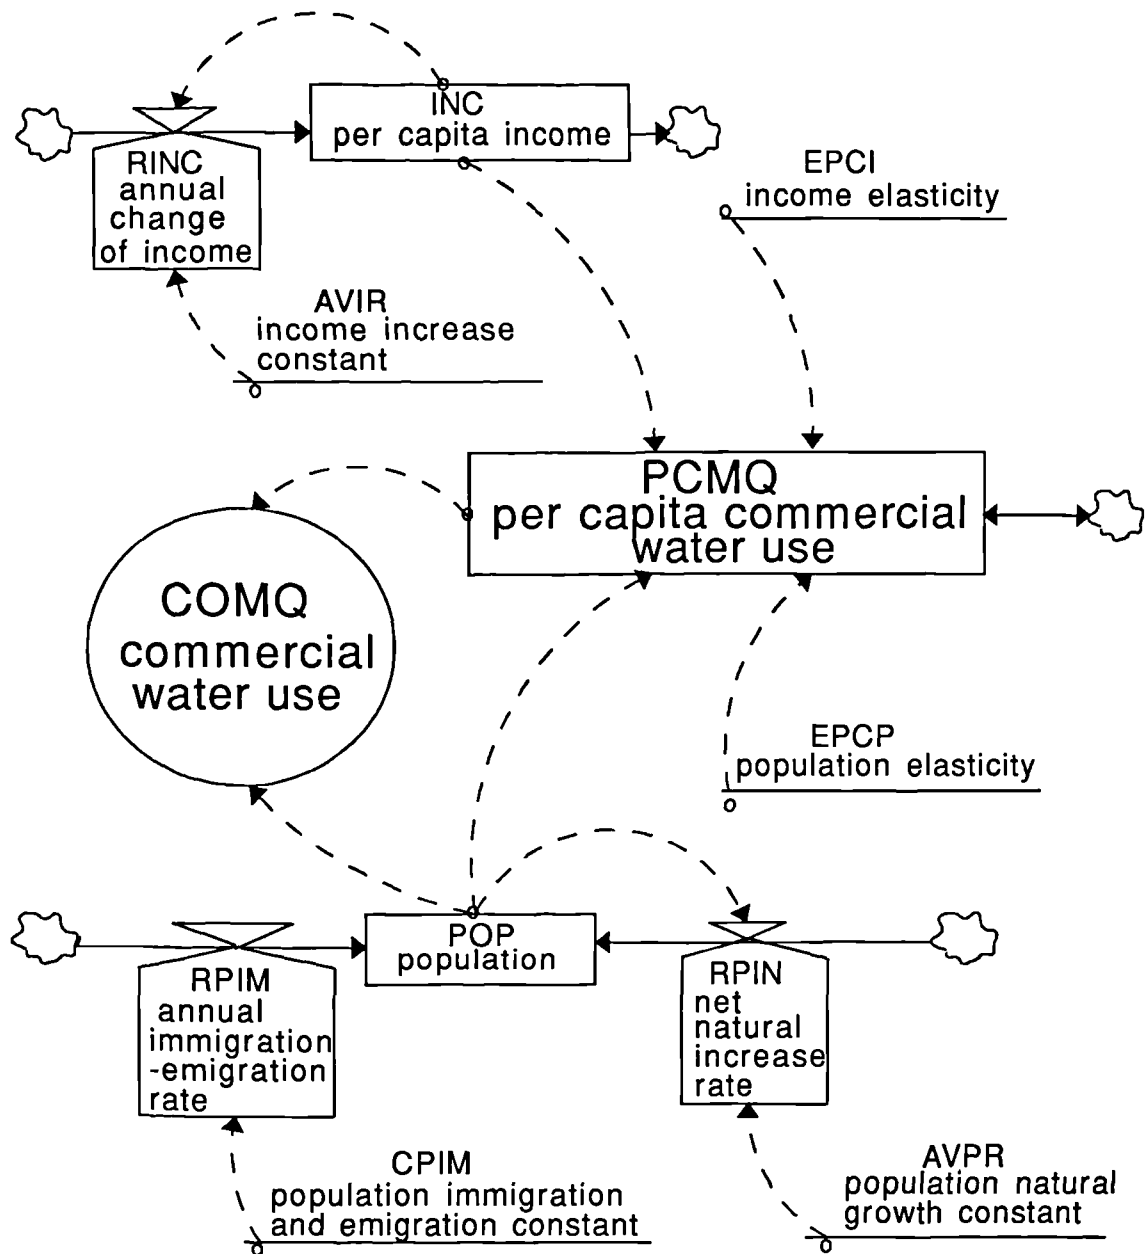 INC
per capita income
RINC
annual
change
of income
EPCI
income elasticity
AVIR
income increase
constant
PCMQ
per capita commercial
water use
COMQ
commercial
water use
EPCP
population elasticity
POP
population
RPIM
annual
immigration
-emigration
rate
RPIN
net
natural
increase
rate
CPIM
population immigration
and emigration constant
AVPR
population natural
growth constant